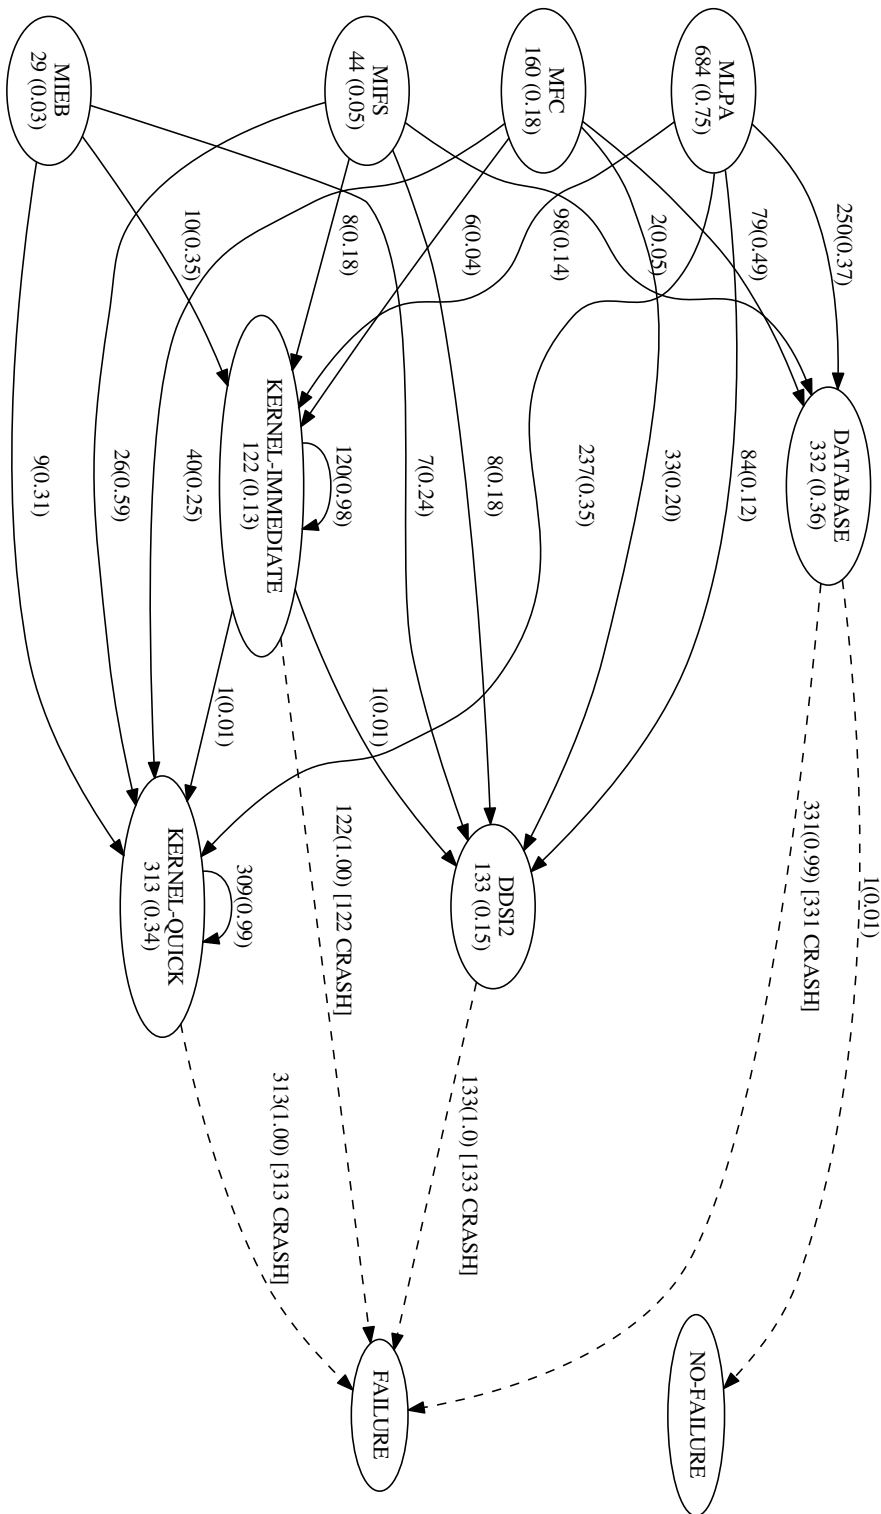 MLPA
684 (0.75)
MFC
160 (0.18)
MIFS
44 (0.05)
MIEB
29 (0.03)
250(0.37)
79(0.49)
2(0.05)
98(0.14)
6(0.04)
8(0.18)
10(0.35)
DATABASE
332 (0.36)
84(0.12)
33(0.20)
237(0.35)
8(0.18)
7(0.24)
120(0.98)
KERNEL-IMMEDIATE
122 (0.13)
40(0.25)
26(0.59)
9(0.31)
1(0.01)
1(0.01)
1(0.01)
331(0.99) [331 CRASH]
DDSI2
133 (0.15)
122(1.00) [122 CRASH]
309(0.99)
KERNEL-QUICK
313 (0.34)
133(1.0) [133 CRASH]
313(1.00) [313 CRASH]
NO-FAILURE
FAILURE